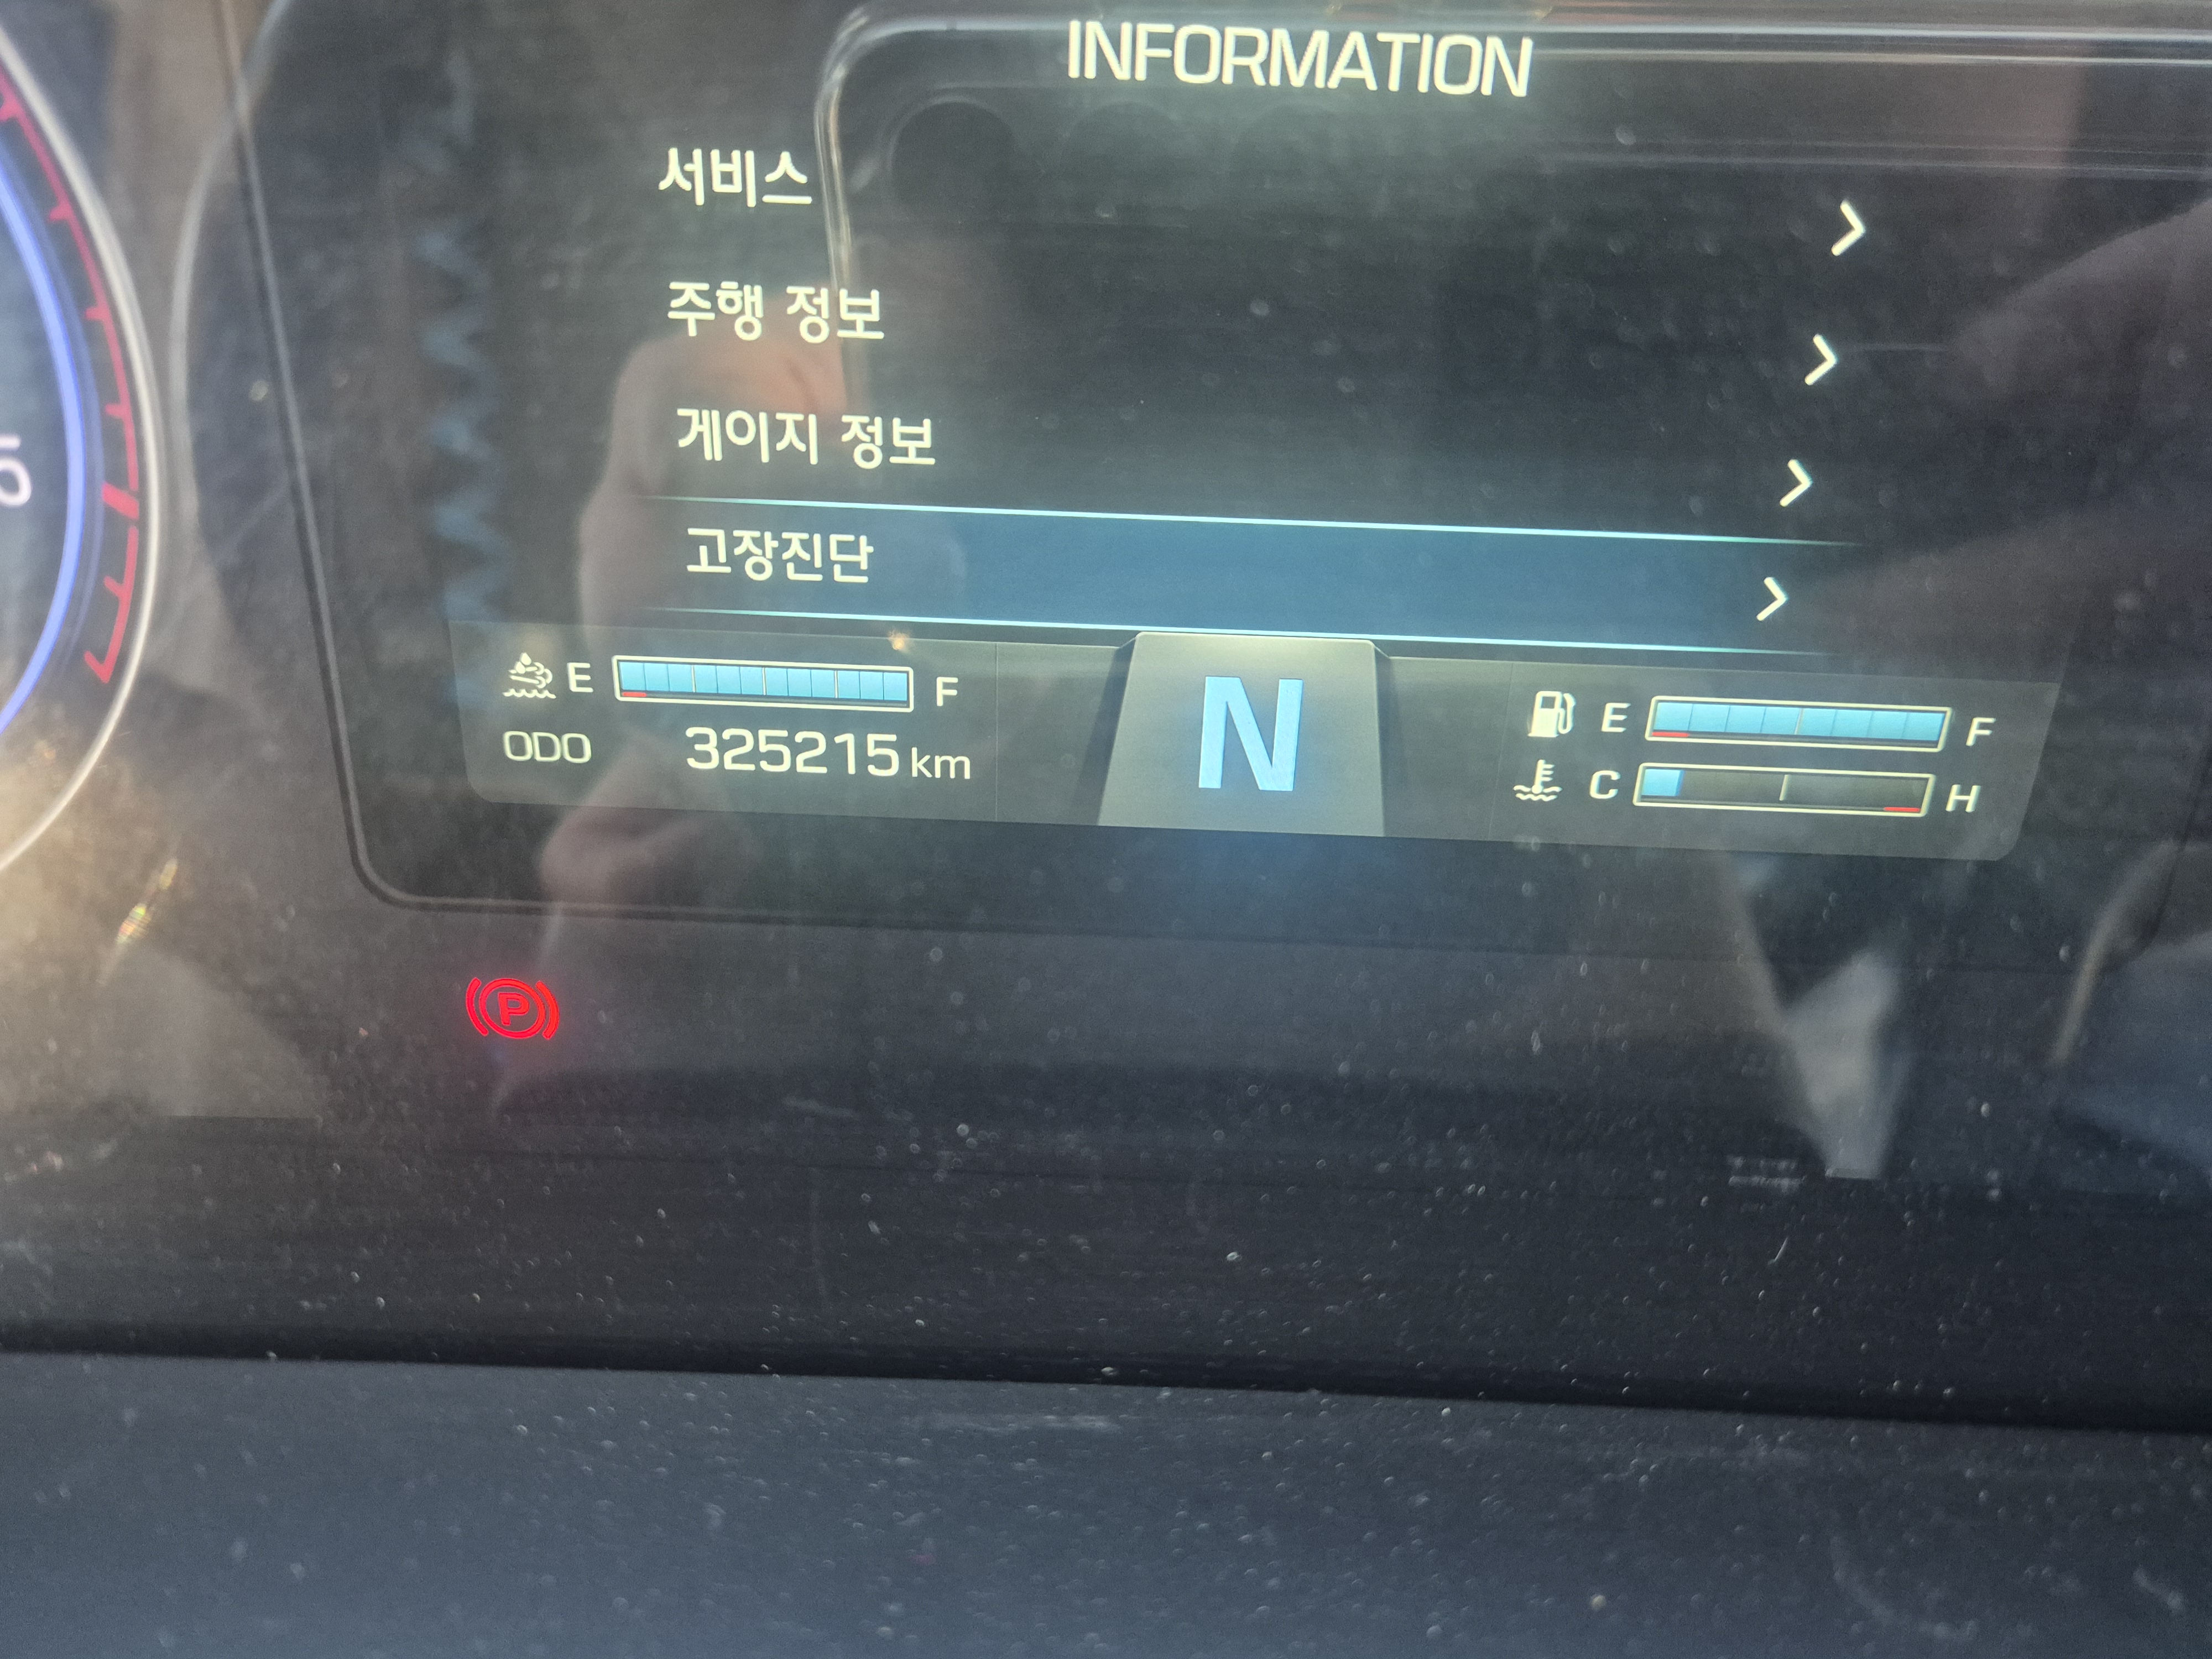 INFORMATION
서비스
주행 정보
게이지 정보
고장진단
E F
ODO 325215 km
N
E F
C H
P
5